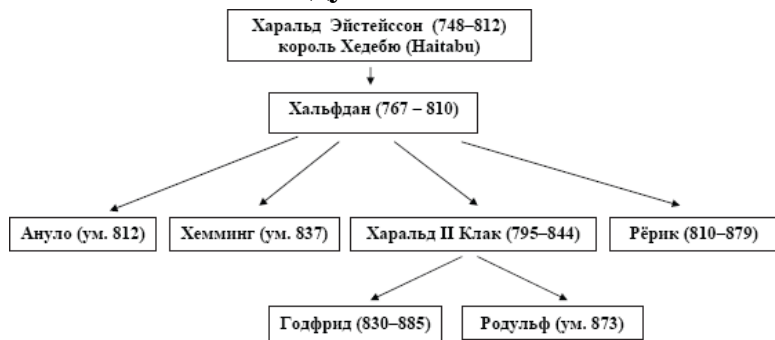 Харальд Эйстейссон (748–812)
король Хедебю (Haitabu)
Хальфдан (767 – 810)
Ануло (ум. 812)
Хемминг (ум. 837)
Харальд II Клак (795–844)
Рёрик (810–879)
Годфрид (830–885)
Родульф (ум. 873)